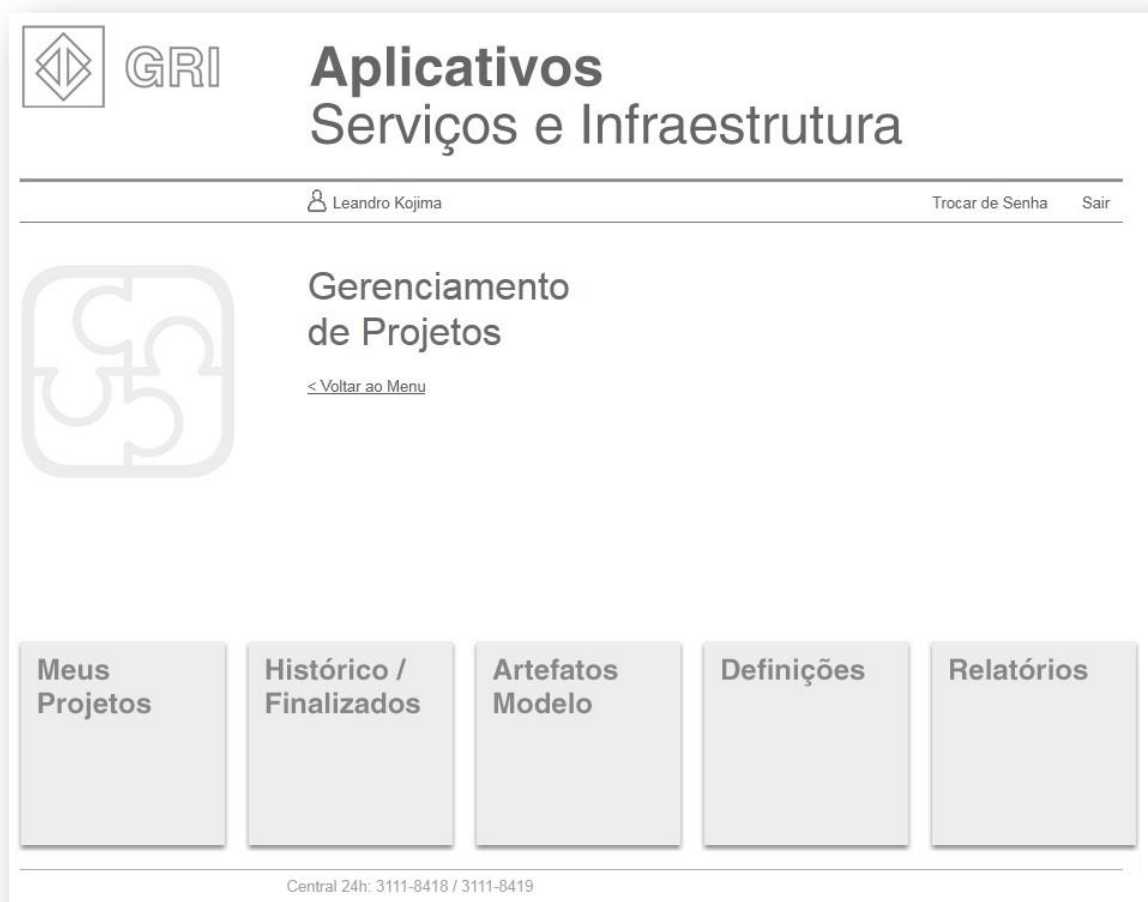 GRI
Aplicativos
Serviços e Infraestrutura
Leandro Kojima
Trocar de Senha
Sair
Gerenciamento
de Projetos
< Voltar ao Menu
Meus
Projetos
Histórico /
Finalizados
Artefatos
Modelo
Definições
Relatórios
Central 24h: 3111-8418 / 3111-8419